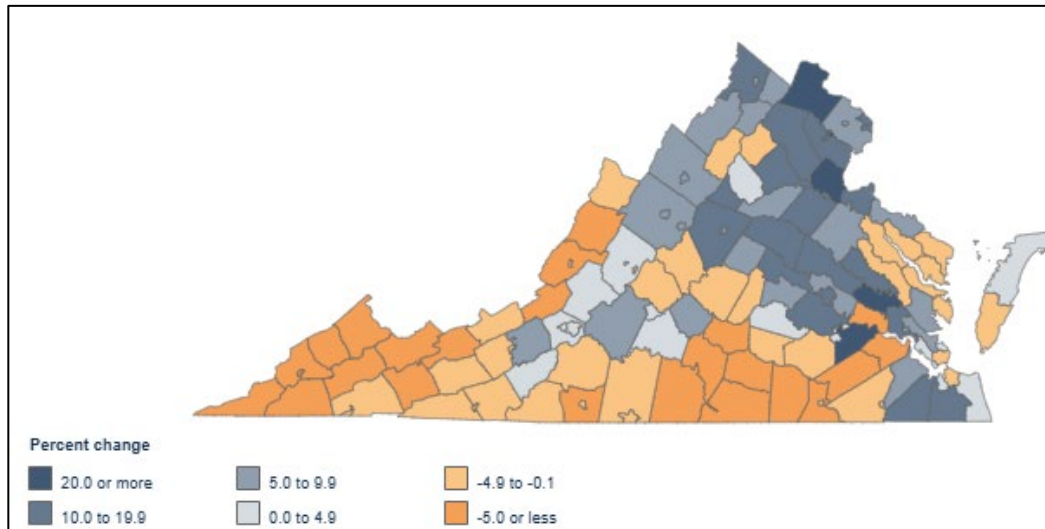 Percent change
20.0 or more
5.0 to 9.9
-4.9 to -0.1
10.0 to 19.9
0.0 to 4.9
-5.0 or less